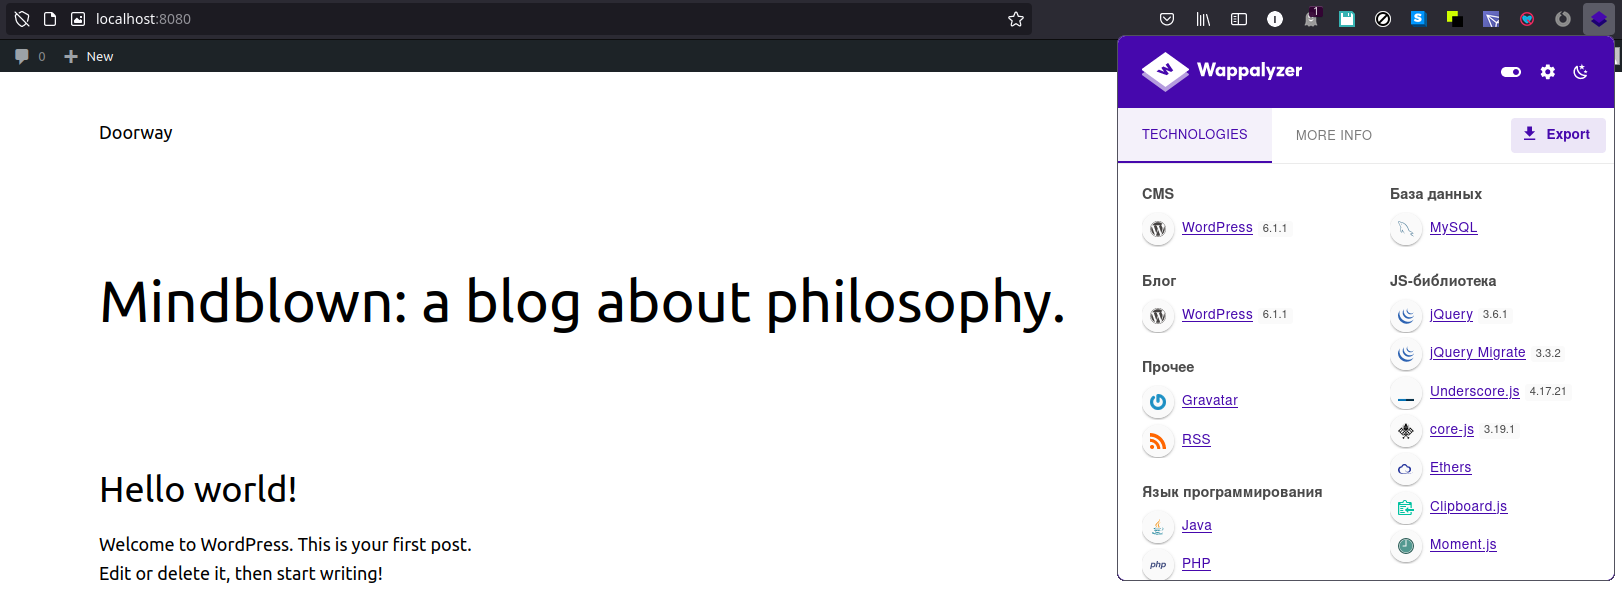 localhost:8080
1
0
New
Doorway
Mindblown: a blog about philosophy.
Hello world!
Welcome to WordPress. This is your first post.
Edit or delete it, then start writing!
Wappalyzer
TECHNOLOGIES
MORE INFO
Export
CMS
WordPress 6.1.1
Блог
WordPress 6.1.1
Прочее
Gravatar
RSS
Язык программирования
Java
php PHP
База данных
MySQL
JS-библиотека
jQuery 3.6.1
jQuery Migrate 3.3.2
Underscore.js 4.17.21
core-js 3.19.1
Ethers
Clipboard.js
Moment.js